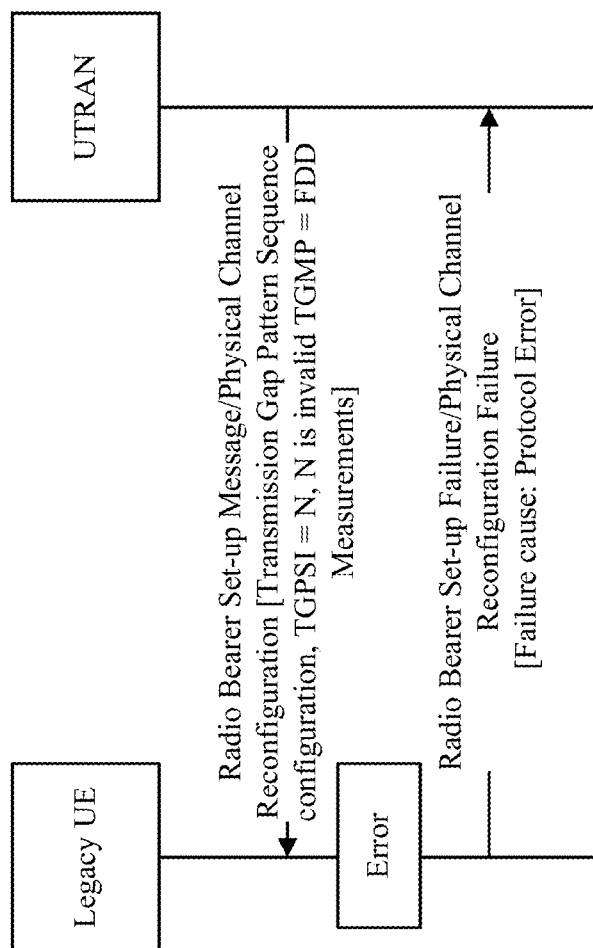 Legacy UE
UTRAN
Radio Bearer Set-up Message/Physical Channel
Reconfiguration [Transmission Gap Pattern Sequence
configuration, TGPSI = N, N is invalid TGMP = FDD
Measurements]
Error
Radio Bearer Set-up Failure/Physical Channel
Reconfiguration Failure
[Failure cause: Protocol Error]